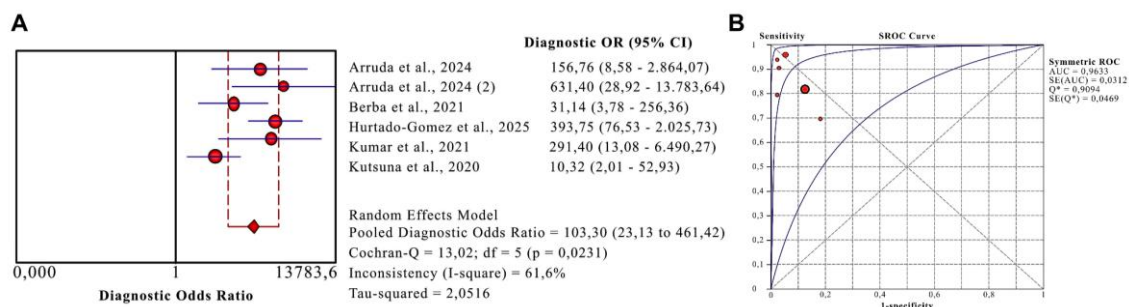 A
Diagnostic OR (95% CI)
Arruda et al., 2024 156,76 (8,58 - 2.864,07)
Arruda et al., 2024 (2) 631,40 (28,92 - 13.783,64)
Berba et al., 2021 31,14 (3,78 - 256,36)
Hurtado-Gomez et al., 2025 393,75 (76,53 - 2.025,73)
Kumar et al., 2021 291,40 (13,08 - 6.490,27)
Kutsuna et al., 2020 10,32 (2,01 - 52,93)
Random Effects Model
Pooled Diagnostic Odds Ratio = 103,30 (23,13 to 461,42)
Cochran-Q = 13,02; df = 5 (p = 0,0231)
Inconsistency (I-square) = 61,6%
Tau-squared = 2,0516
0,000 1 13783,6
Diagnostic Odds Ratio
B
Sensitivity SROC Curve
1
0,9
0,8
0,7
0,6
0,5
0,4
0,3
0,2
0,1
0
0 0,2 0,4 0,6 0,8 1
1-specificity
Symmetric ROC
AUC = 0,9633
SE(AUC) = 0,0312
Q* = 0,9094
SE(Q*) = 0,0469